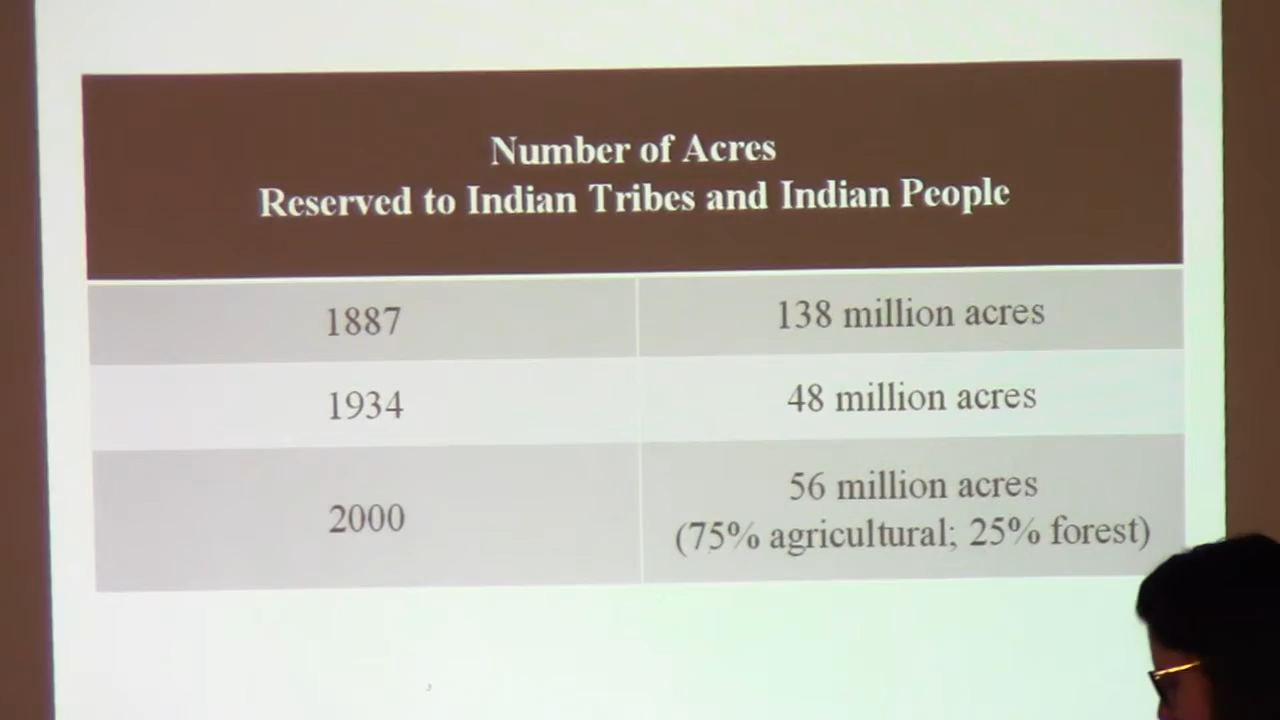 Number of Acres
Reserved to Indian Tribes and Indian People
1887 138 million acres
1934 48 million acres
2000 56 million acres
(75% agricultural; 25% forest)